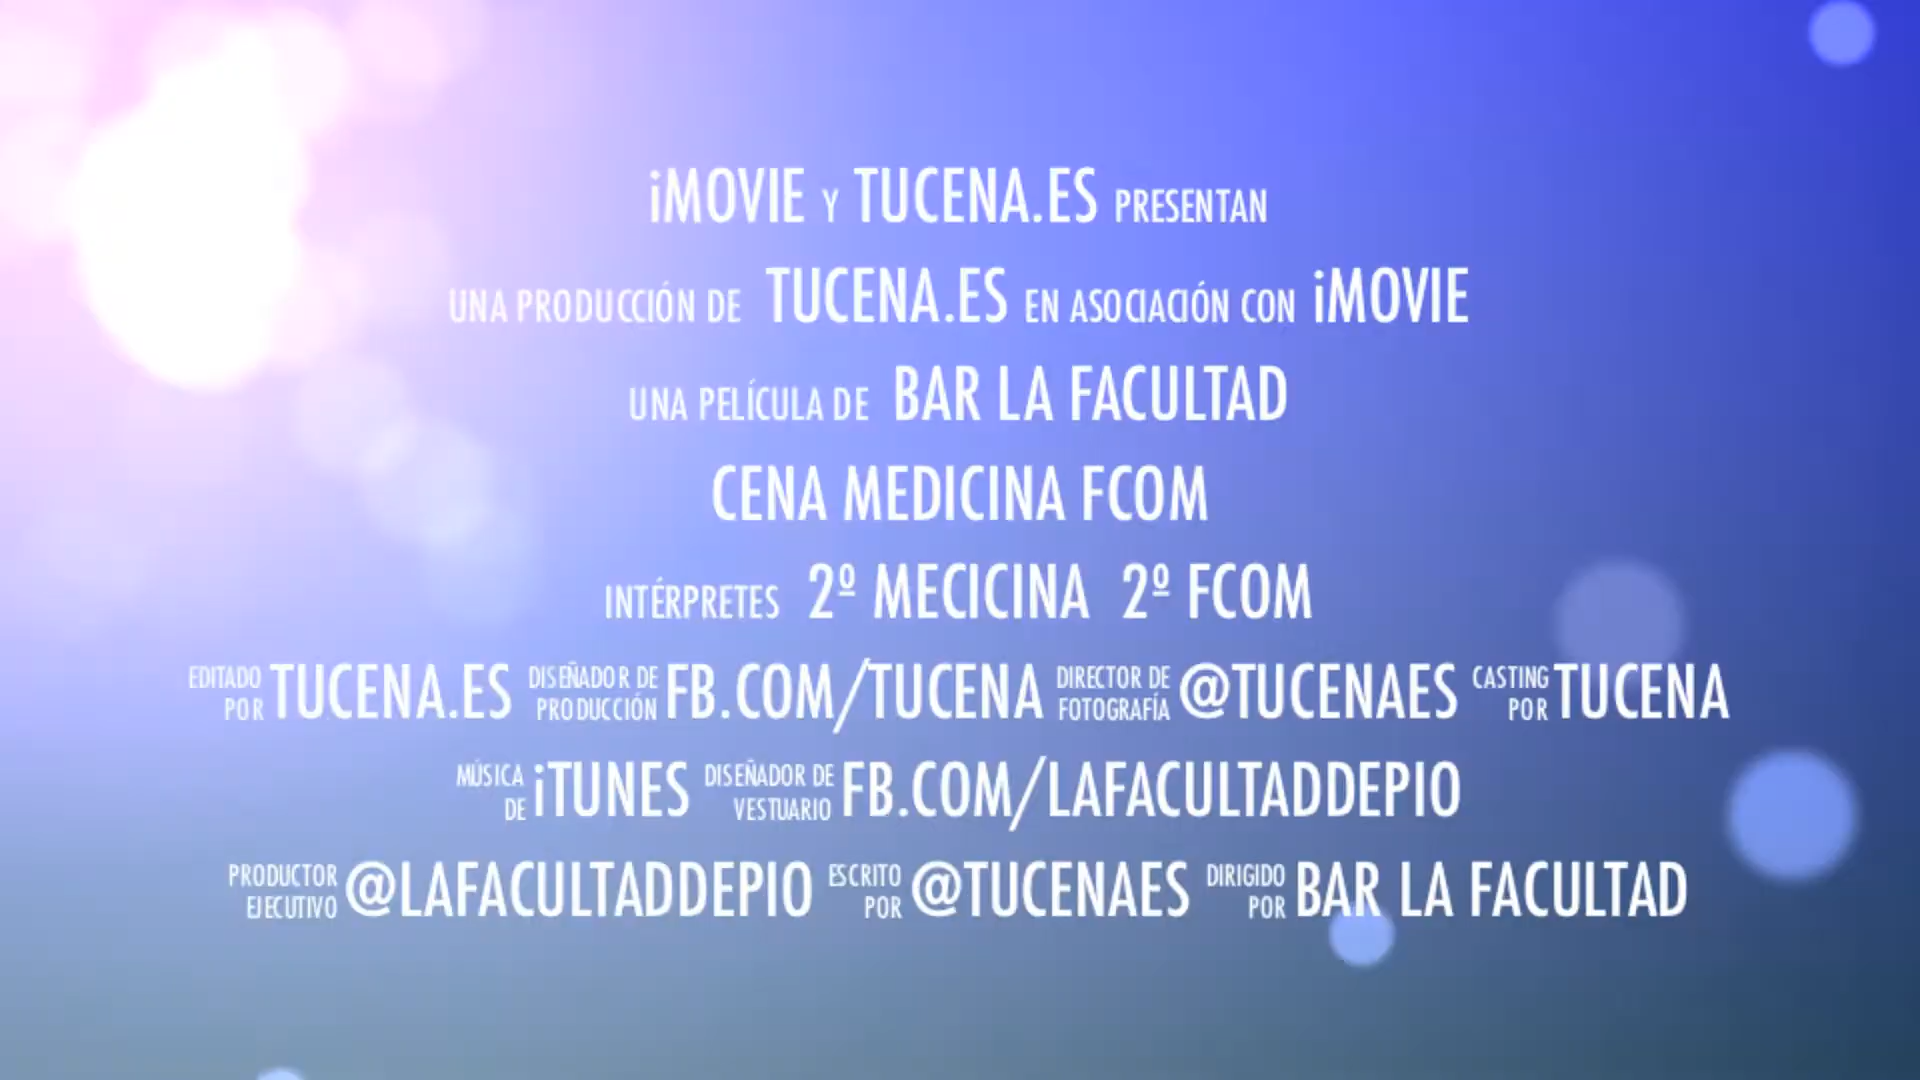 iMOVIE Y TUCENA.ES PRESENTAN
UNA PRODUCCIÓN DE TUCENA.ES EN ASOCIACIÓN CON iMOVIE
UNA PELÍCULA DE BAR LA FACULTAD
CENA MEDICINA FCOM
INTÉRPRETES 2º MECICINA 2º FCOM
EDITADO POR TUCENA.ES DISEÑADOR DE PRODUCCIÓN FB.COM/TUCENA DIRECTOR DE FOTOGRAFÍA @TUCENAES CASTING POR TUCENA
MÚSICA DE iTUNES DISEÑADOR DE VESTUARIO FB.COM/LAFACULTADDEPIO
PRODUCTOR EJECUTIVO @LAFACULTADDEPIO ESCRITO POR @TUCENAES DIRIGIDO POR BAR LA FACULTAD